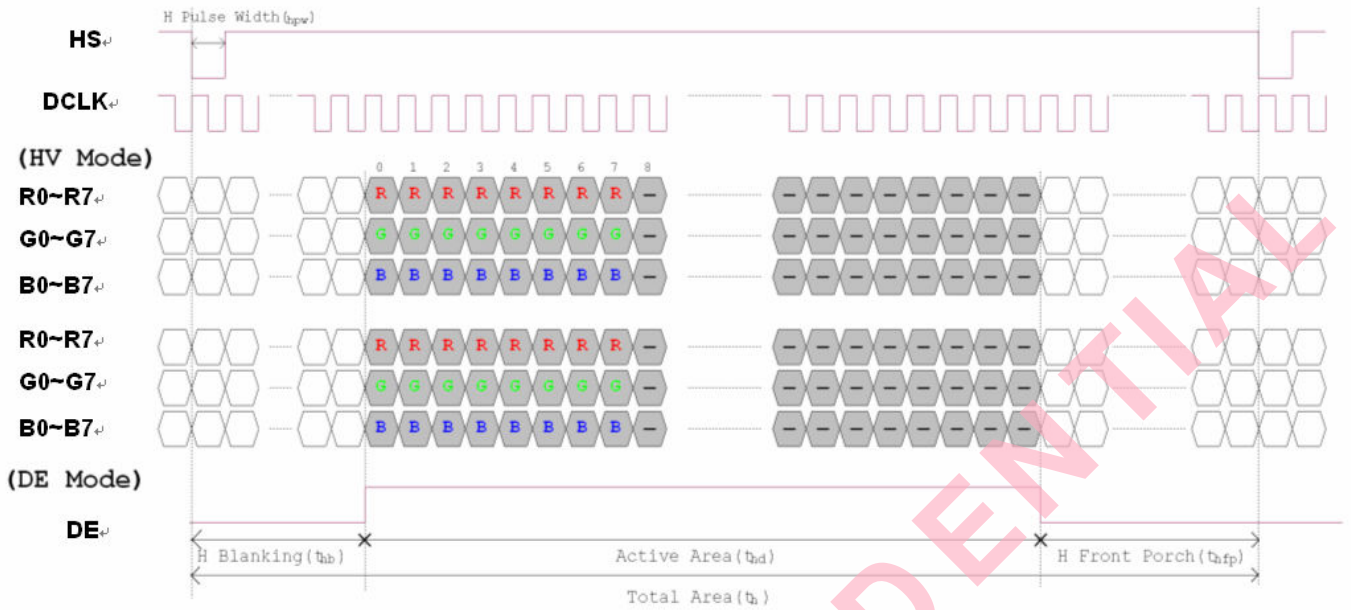 H Pulse Width(thpw)
HS
DCLK
(HV Mode)
0 1 2 3 4 5 6 7 8
R0~R7 R R R R R R R R - - - - - - - - -
G0~G7 G G G G G G G G - - - - - - - - -
B0~B7 B B B B B B B B - - - - - - - - -
R0~R7 R R R R R R R R - - - - - - - - -
G0~G7 G G G G G G G G - - - - - - - - -
B0~B7 B B B B B B B B - - - - - - - - -
(DE Mode)
DE
H Blanking(thb) Active Area(thd) H Front Porch(thfp)
Total Area(th)
DENTIAL